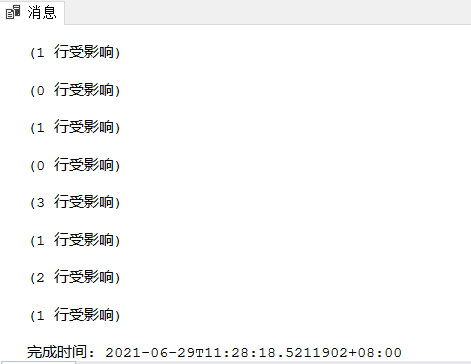 消息
(1 行受影响)
(0 行受影响)
(1 行受影响)
(0 行受影响)
(3 行受影响)
(1 行受影响)
(2 行受影响)
(1 行受影响)
完成时间: 2021-06-29T11:28:18.5211902+08:00